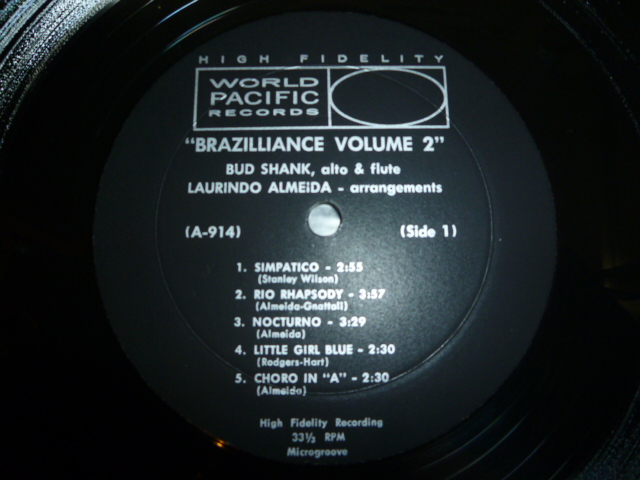 HIGH FIDELITY
WORLD
PACIFIC
RECORDS
"BRAZILLIANCE VOLUME 2"
BUD SHANK, alto & flute
LAURINDO ALMEIDA - arrangements
(A-914) (Side 1)
1. SIMPATICO - 2:55
(Stanley Wilson)
2. RIO RHAPSODY - 3:57
(Almeida-Gnattali)
3. NOCTURNO - 3:29
(Almeida)
4. LITTLE GIRL BLUE - 2:30
(Rodgers-Hart)
5. CHORO IN "A" - 2:30
(Almeida)
High Fidelity Recording
33⅓ RPM
Microgroove